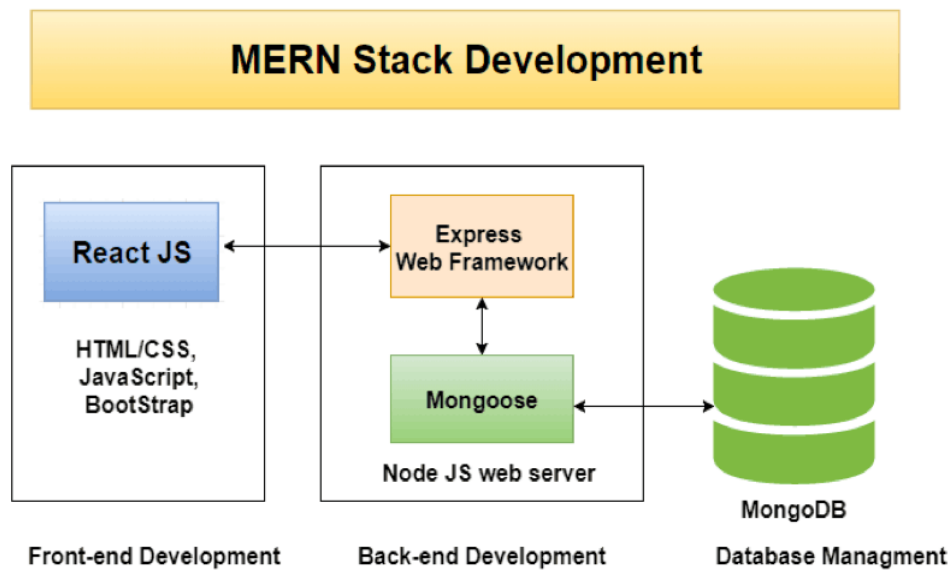 MERN Stack Development
React JS
HTML/CSS,
JavaScript,
BootStrap
Express
Web Framework
Mongoose
Node JS web server
MongoDB
Front-end Development
Back-end Development
Database Managment